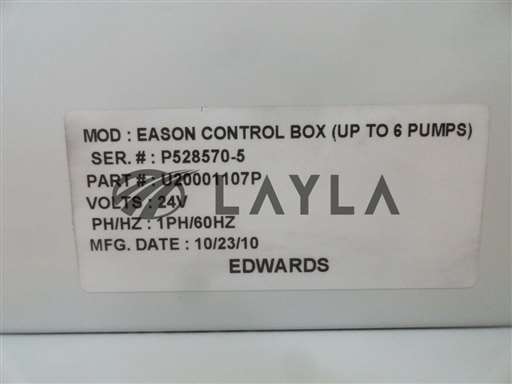 MOD : EASON CONTROL BOX (UP TO 6 PUMPS)
SER. # : P528570-5
PART # : U20001107P
VOLTS : 24V
LAYLA
PH/HZ : 1PH/60HZ
MFG. DATE : 10/23/10
EDWARDS